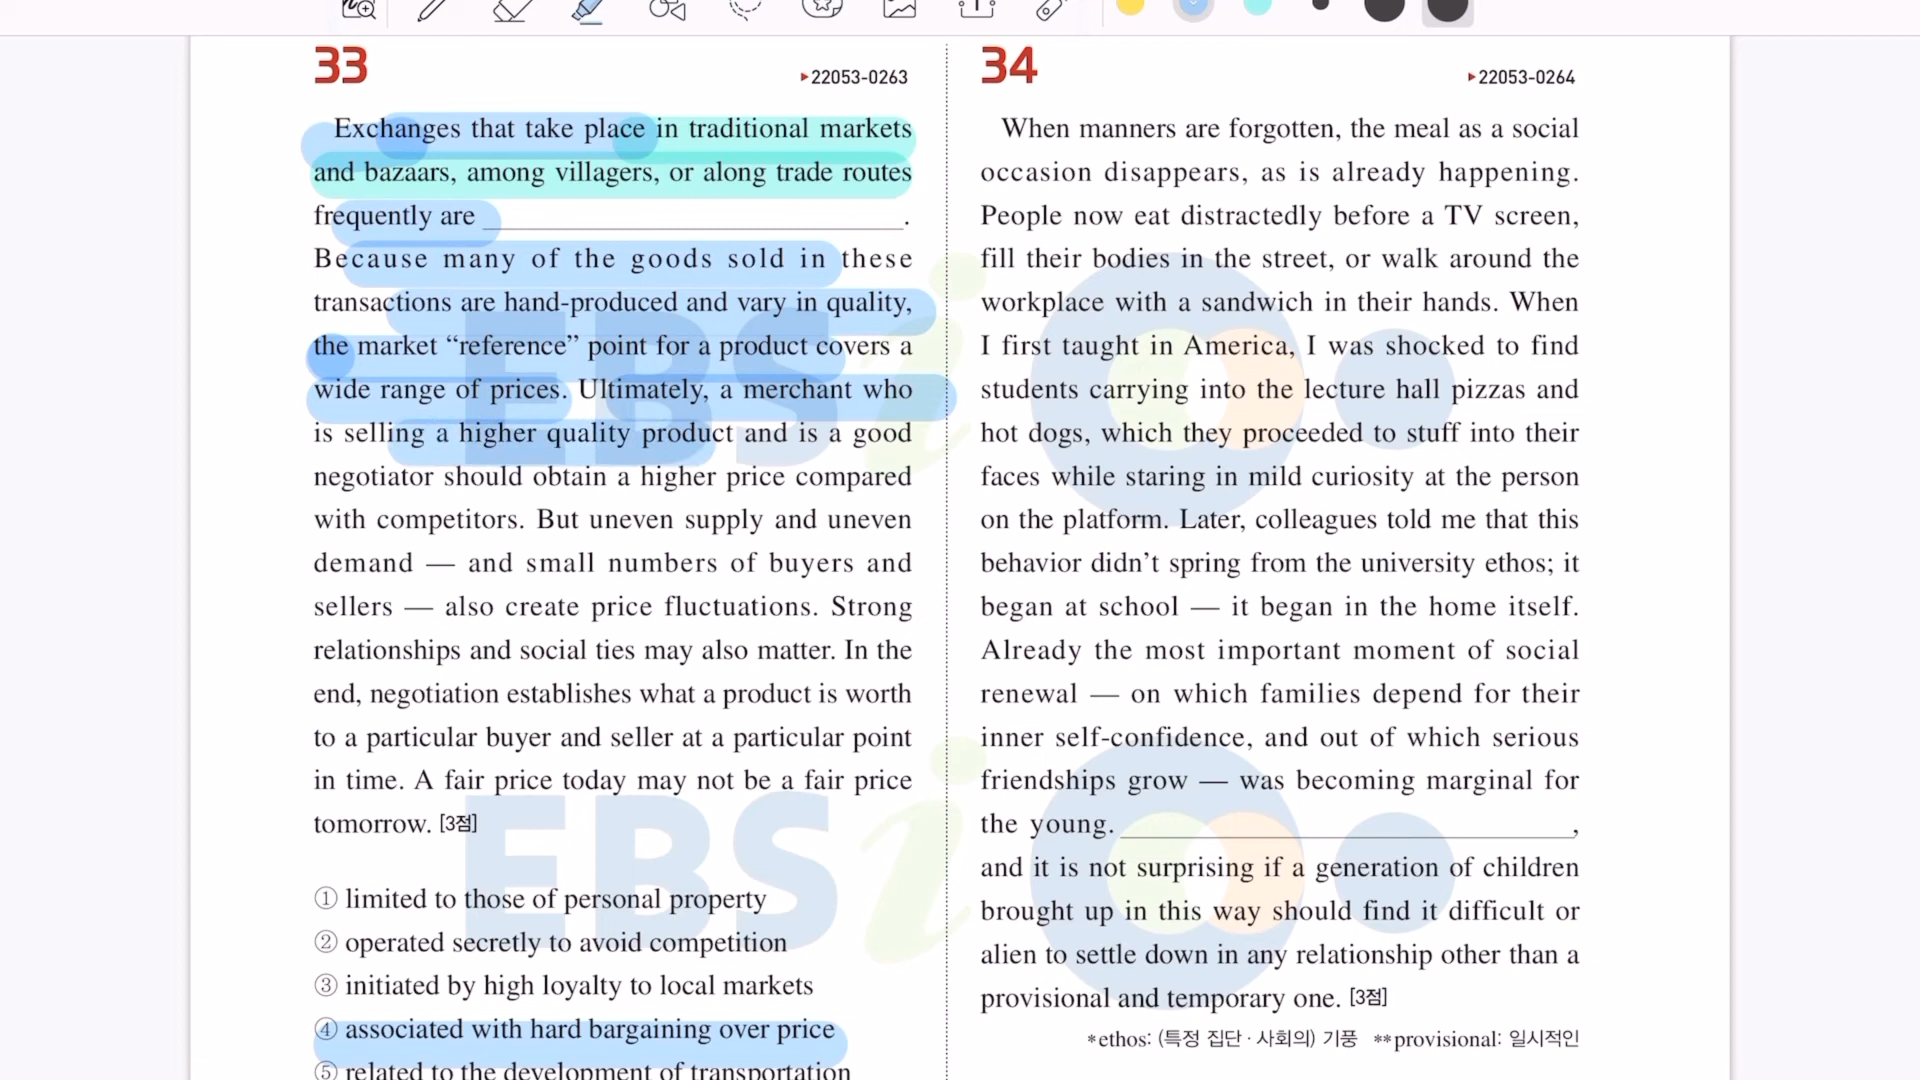 33
▸22053-0263
Exchanges that take place in traditional markets
and bazaars, among villagers, or along trade routes
frequently are ____________________.
Because many of the goods sold in these
transactions are hand-produced and vary in quality,
the market “reference” point for a product covers a
wide range of prices. Ultimately, a merchant who
is selling a higher quality product and is a good
negotiator should obtain a higher price compared
with competitors. But uneven supply and uneven
demand — and small numbers of buyers and
sellers — also create price fluctuations. Strong
relationships and social ties may also matter. In the
end, negotiation establishes what a product is worth
to a particular buyer and seller at a particular point
in time. A fair price today may not be a fair price
tomorrow. [3점]
① limited to those of personal property
② operated secretly to avoid competition
③ initiated by high loyalty to local markets
④ associated with hard bargaining over price
⑤ related to the development of transportation
34
▸22053-0264
When manners are forgotten, the meal as a social
occasion disappears, as is already happening.
People now eat distractedly before a TV screen,
fill their bodies in the street, or walk around the
workplace with a sandwich in their hands. When
I first taught in America, I was shocked to find
students carrying into the lecture hall pizzas and
hot dogs, which they proceeded to stuff into their
faces while staring in mild curiosity at the person
on the platform. Later, colleagues told me that this
behavior didn’t spring from the university ethos; it
began at school — it began in the home itself.
Already the most important moment of social
renewal — on which families depend for their
inner self-confidence, and out of which serious
friendships grow — was becoming marginal for
the young. ____________________,
and it is not surprising if a generation of children
brought up in this way should find it difficult or
alien to settle down in any relationship other than a
provisional and temporary one. [3점]
*ethos: (특정 집단·사회의) 기풍 **provisional: 일시적인
EBSi
EBSi